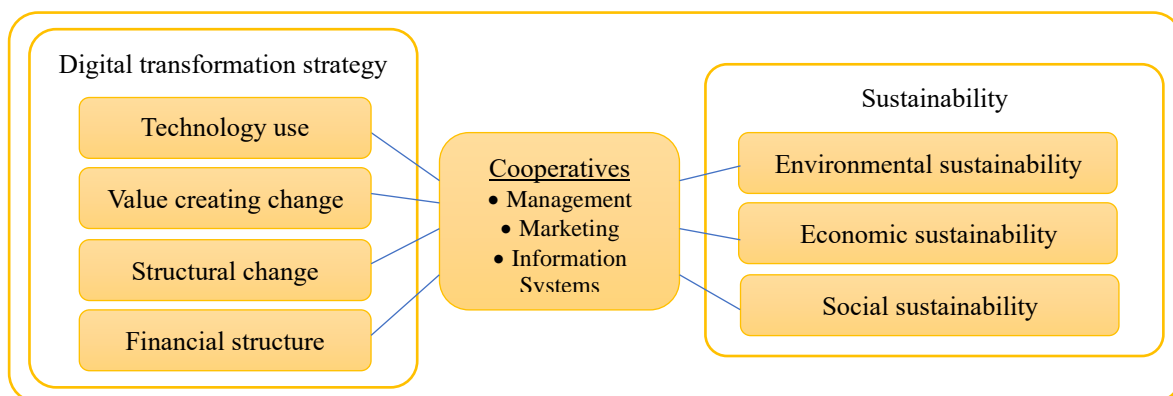 Digital transformation strategy
Technology use
Value creating change
Structural change
Financial structure
Cooperatives
• Management
• Marketing
• Information
Systems
Sustainability
Environmental sustainability
Economic sustainability
Social sustainability